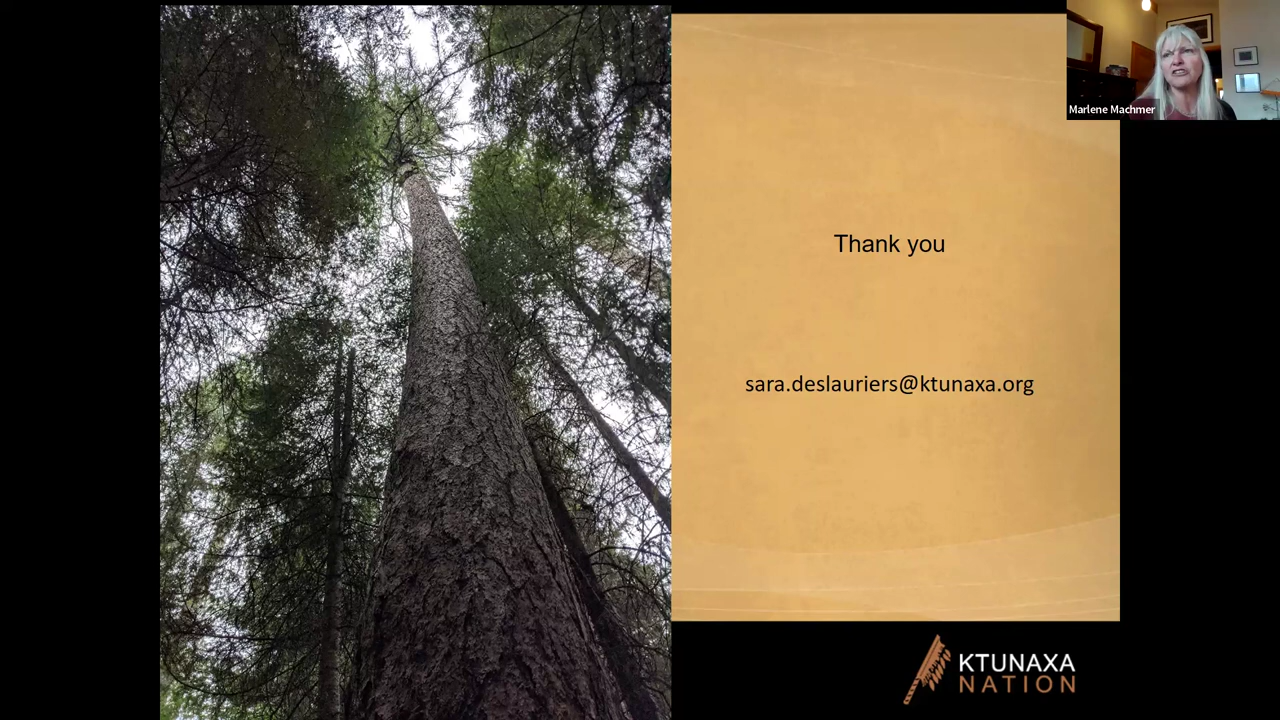 Marlene Machmer
Thank you
sara.deslauriers@ktunaxa.org
KTUNAXA
NATION